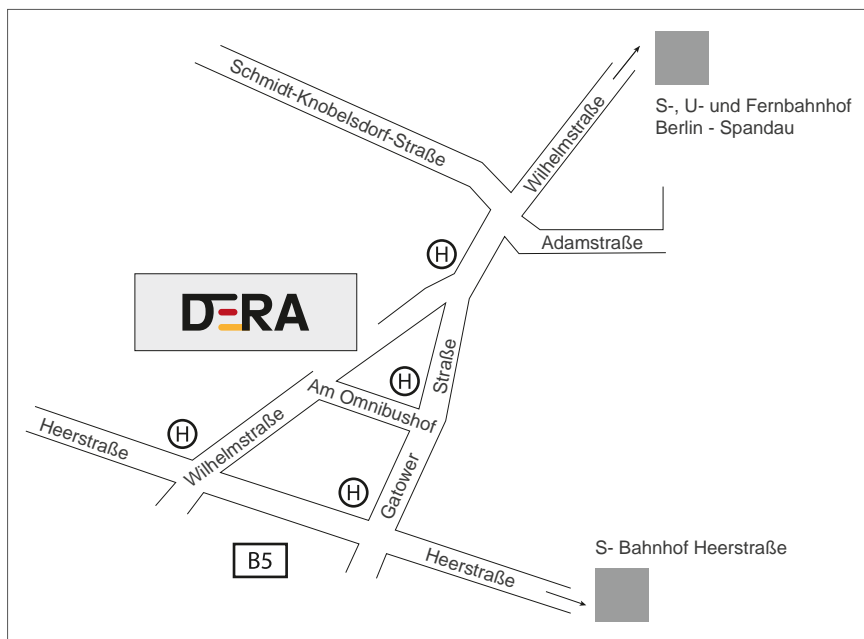 Schmidt-Knobelsdorf-Straße
Wilhelmstraße
S-, U- und Fernbahnhof
Berlin - Spandau
Adamstraße
H
DERA
H
Straße
Am Omnibushof
Heerstraße
H
Wilhelmstraße
H
Gatower
B5
Heerstraße
S- Bahnhof Heerstraße